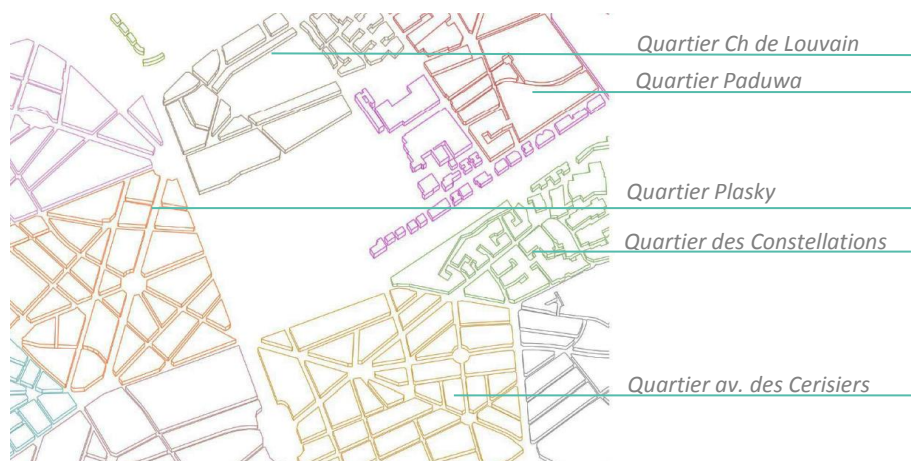 Quartier Ch de Louvain
Quartier Paduwa
Quartier Plasky
Quartier des Constellations
Quartier av. des Cerisiers